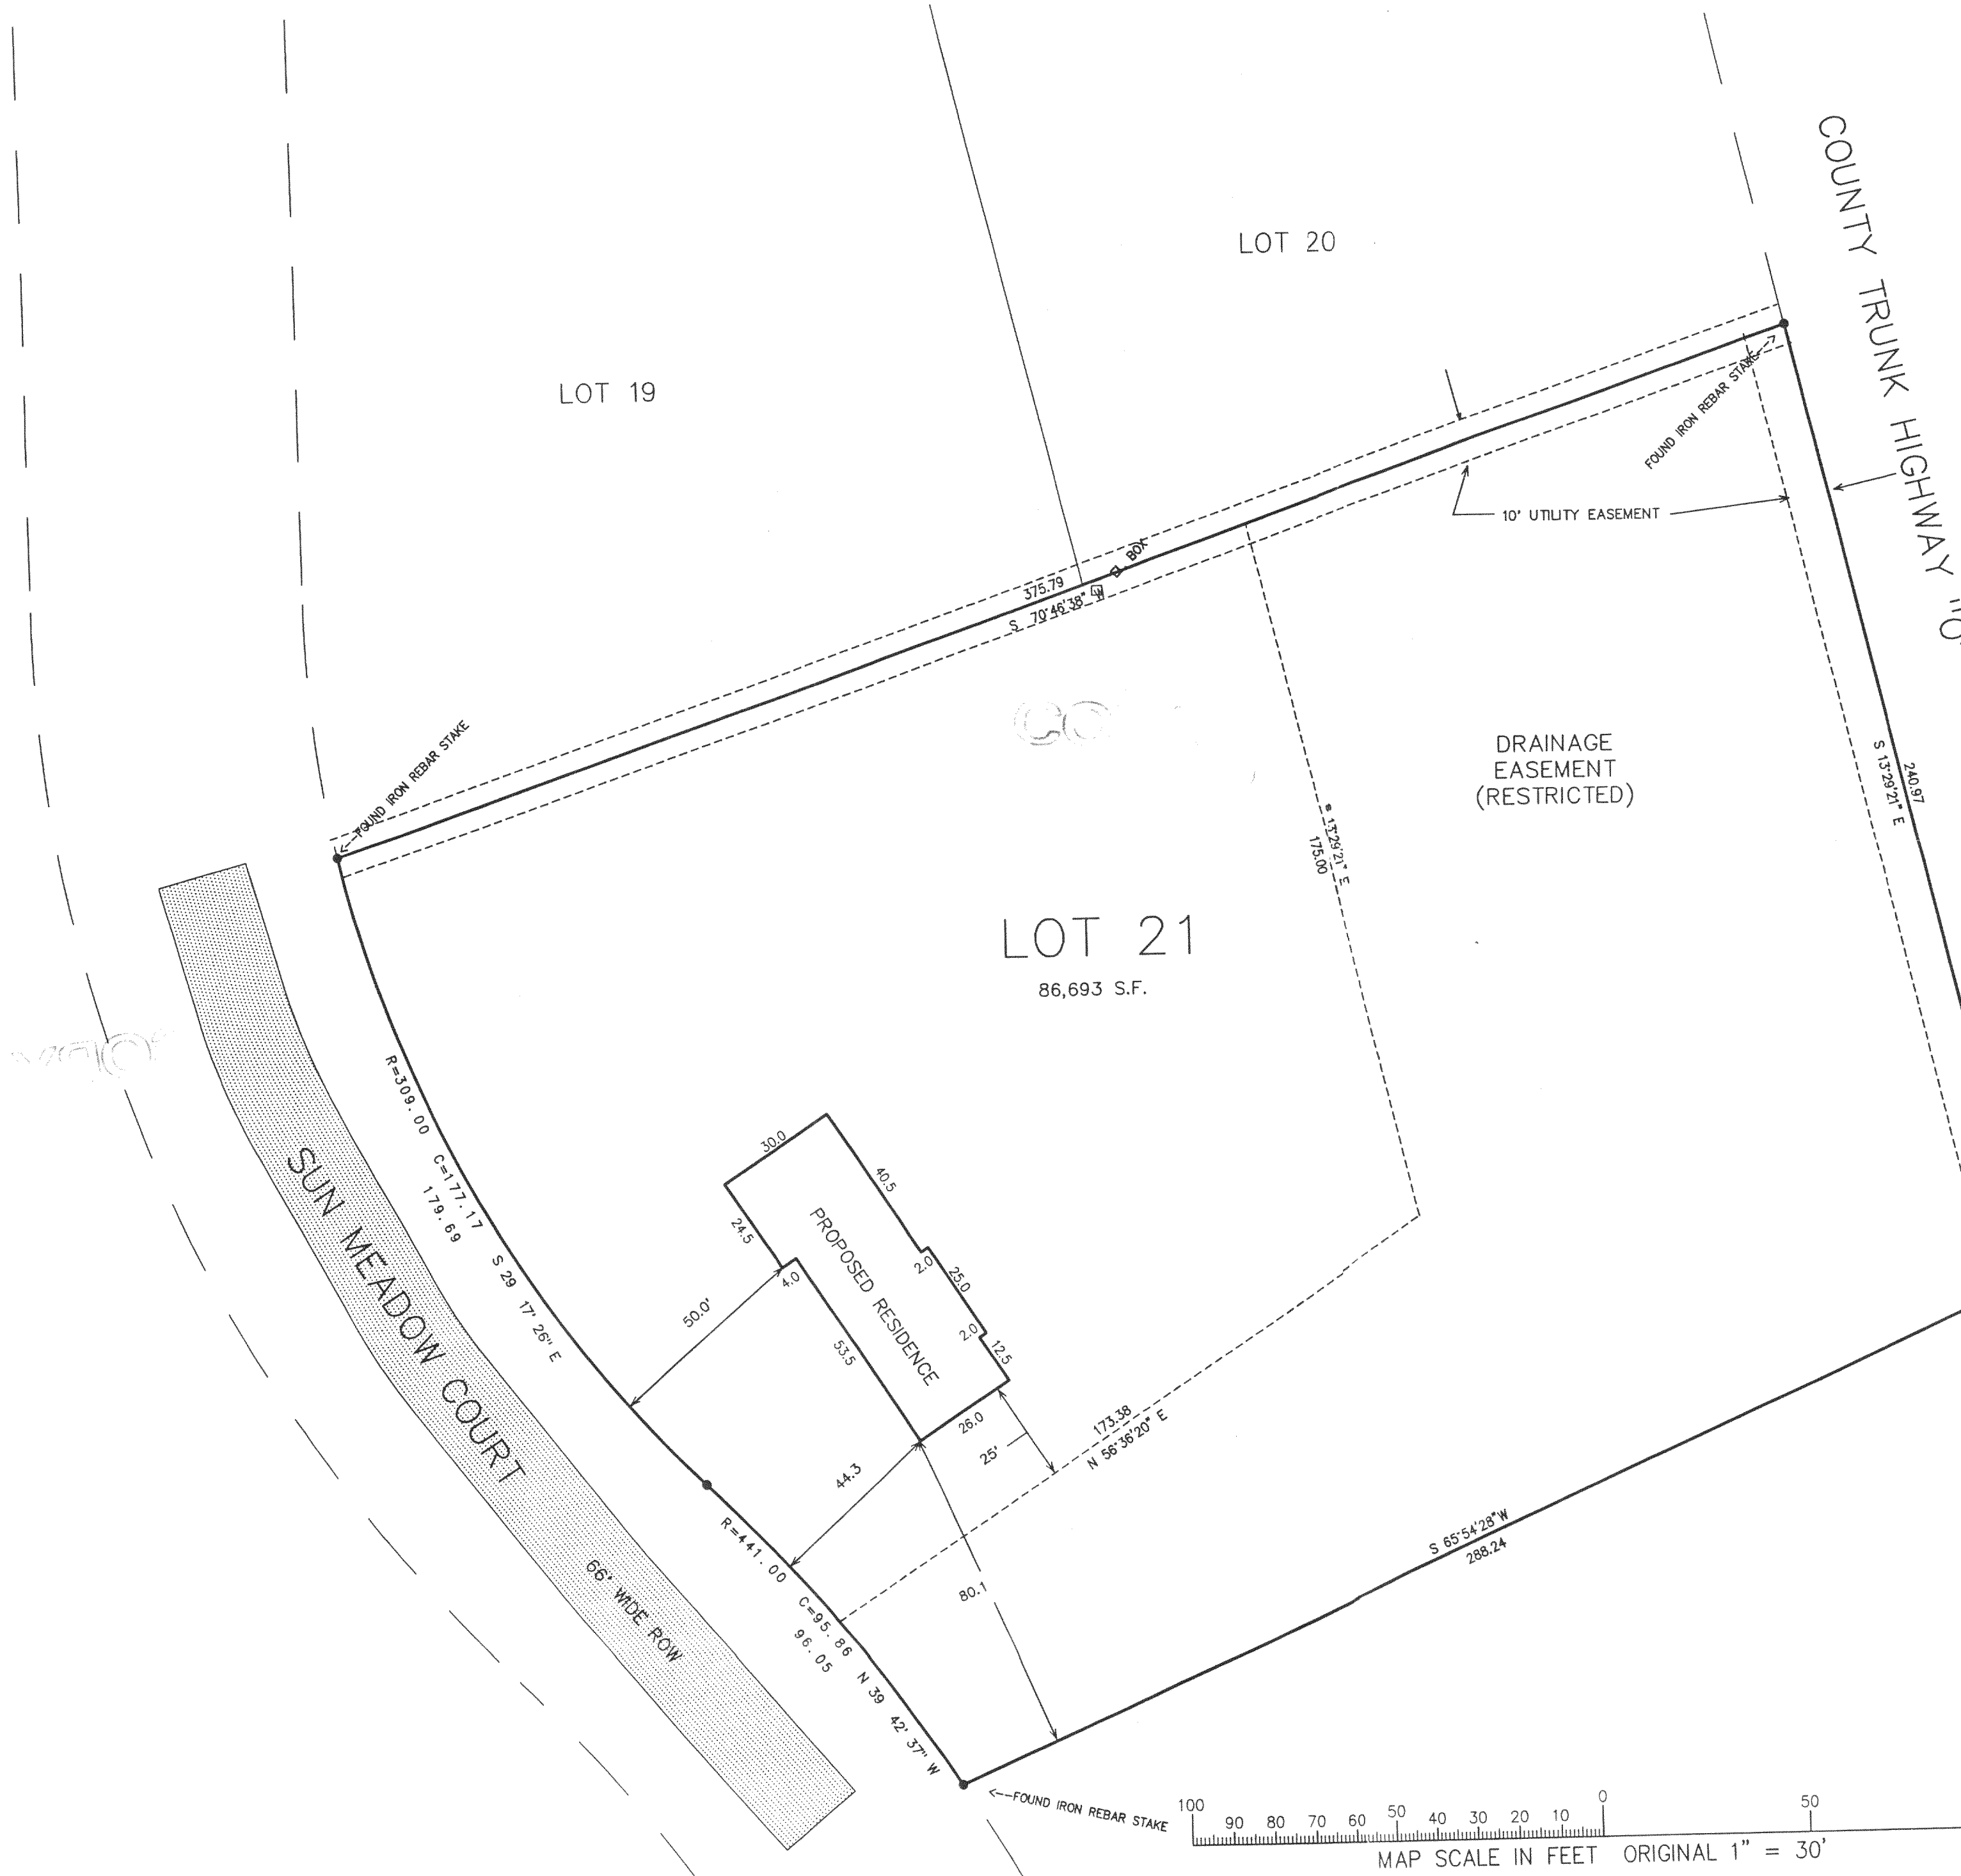 COUNTY TRUNK HIGHWAY "O
LOT 20
LOT 19
FOUND IRON REBAR STAKE
10' UTILITY EASEMENT
BOX
375.79
S 70°46'38" W
FOUND IRON REBAR STAKE
DRAINAGE
EASEMENT
(RESTRICTED)
240.97
S 13°29'21" E
S 13°29'21" E
175.00
LOT 21
86,693 S.F.
R=309.00 C=177.17 S 29 17' 26" E
179.69
SUN MEADOW COURT
66' WIDE ROW
30.0
40.5
24.5
4.0
PROPOSED RESIDENCE
2.0
25.0
2.0
12.5
53.5
26.0
50.0'
44.3
25'
80.1
173.38
N 56°36'20" E
R=441.00 C=95.86 N 39 42' 37" W
96.05
S 65°54'28"W
288.24
FOUND IRON REBAR STAKE
100 90 80 70 60 50 40 30 20 10 0 50
MAP SCALE IN FEET ORIGINAL 1" = 30'